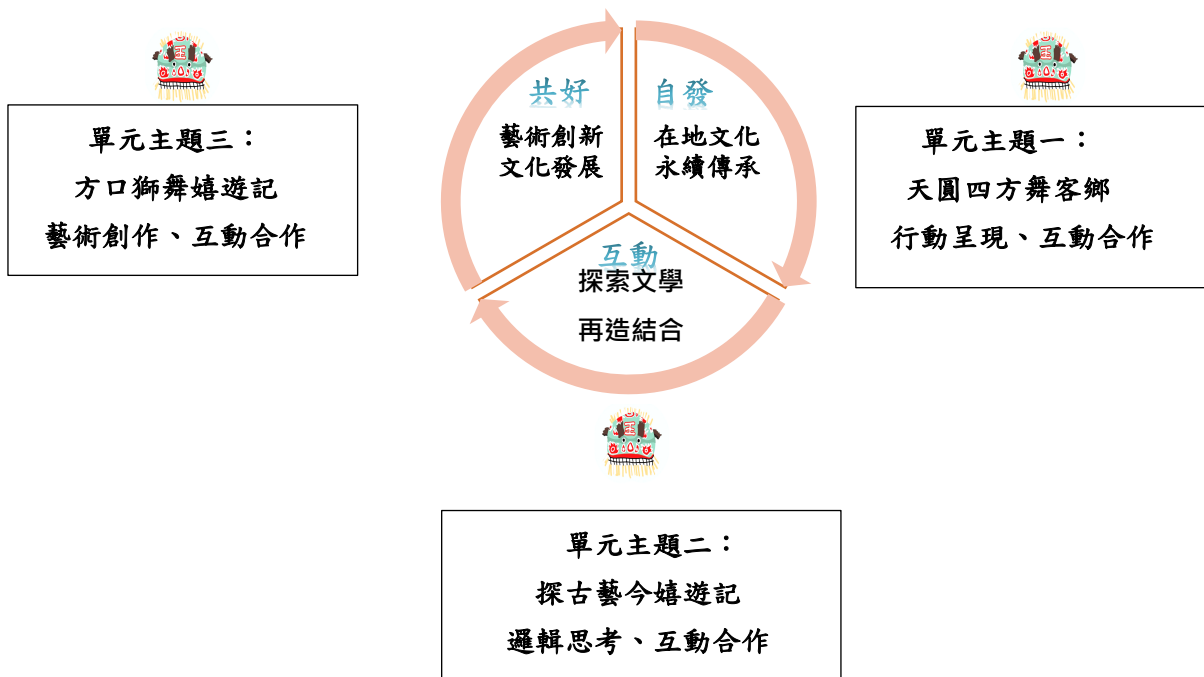 共好
藝術創新
文化發展
自發
在地文化
永續傳承
互動
探索文學
再造結合
單元主題三：
方口獅舞嬉遊記
藝術創作、互動合作
單元主題一：
天圓四方舞客鄉
行動呈現、互動合作
單元主題二：
探古藝今嬉遊記
邏輯思考、互動合作